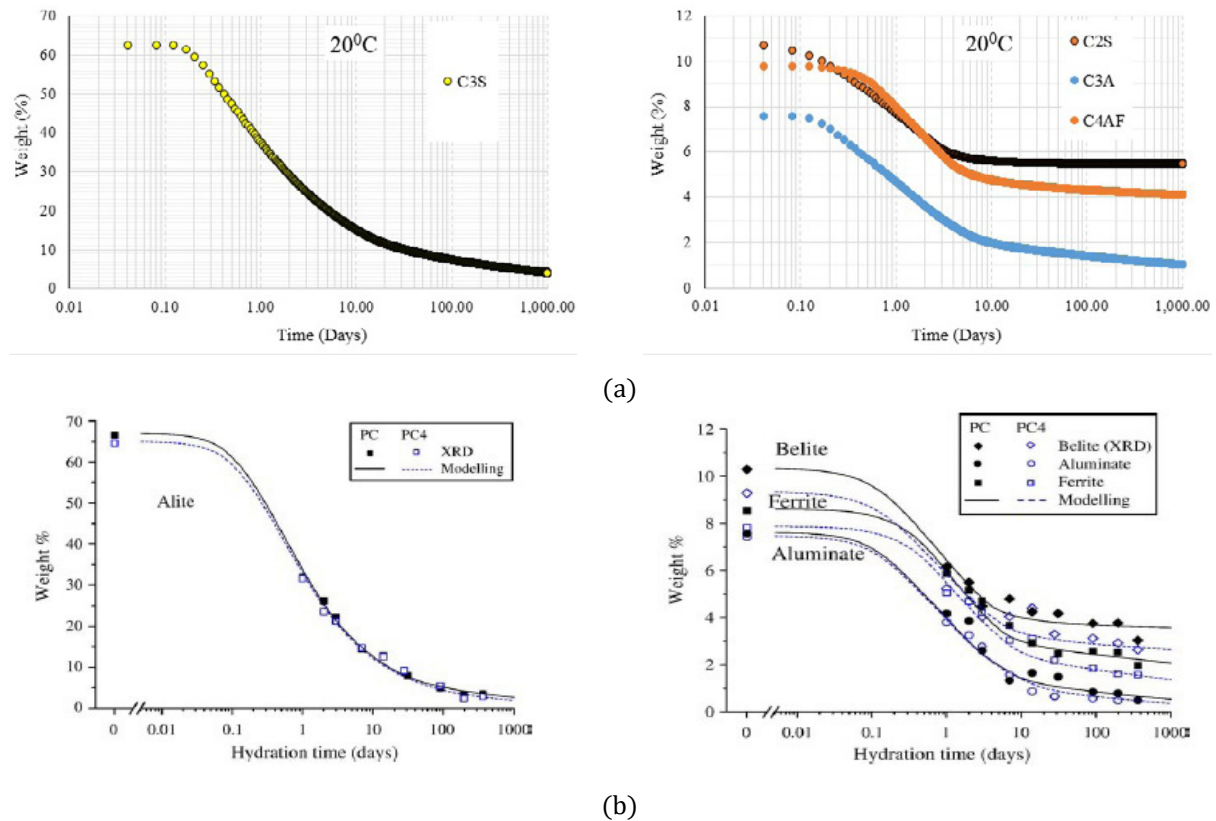 70
60
50
40
30
20
10
0
Weight (%)
20⁰C
C3S
0.01 0.10 1.00 10.00 100.00 1,000.00
Time (Days)
12
10
8
6
4
2
0
Weight (%)
20⁰C
C2S
C3A
C4AF
0.01 0.10 1.00 10.00 100.00 1,000.00
Time (Days)
(a)
70
60
50
40
30
20
10
0
Weight %
Alite
PC PC4
XRD
Modelling
0 0.01 0.1 1 10 100 1000
Hydration time (days)
12
10
8
6
4
2
0
Weight %
Belite
Ferrite
Aluminate
PC PC4
Belite (XRD)
Aluminate
Ferrite
Modelling
0 0.01 0.1 1 10 100 1000
Hydration time (days)
(b)